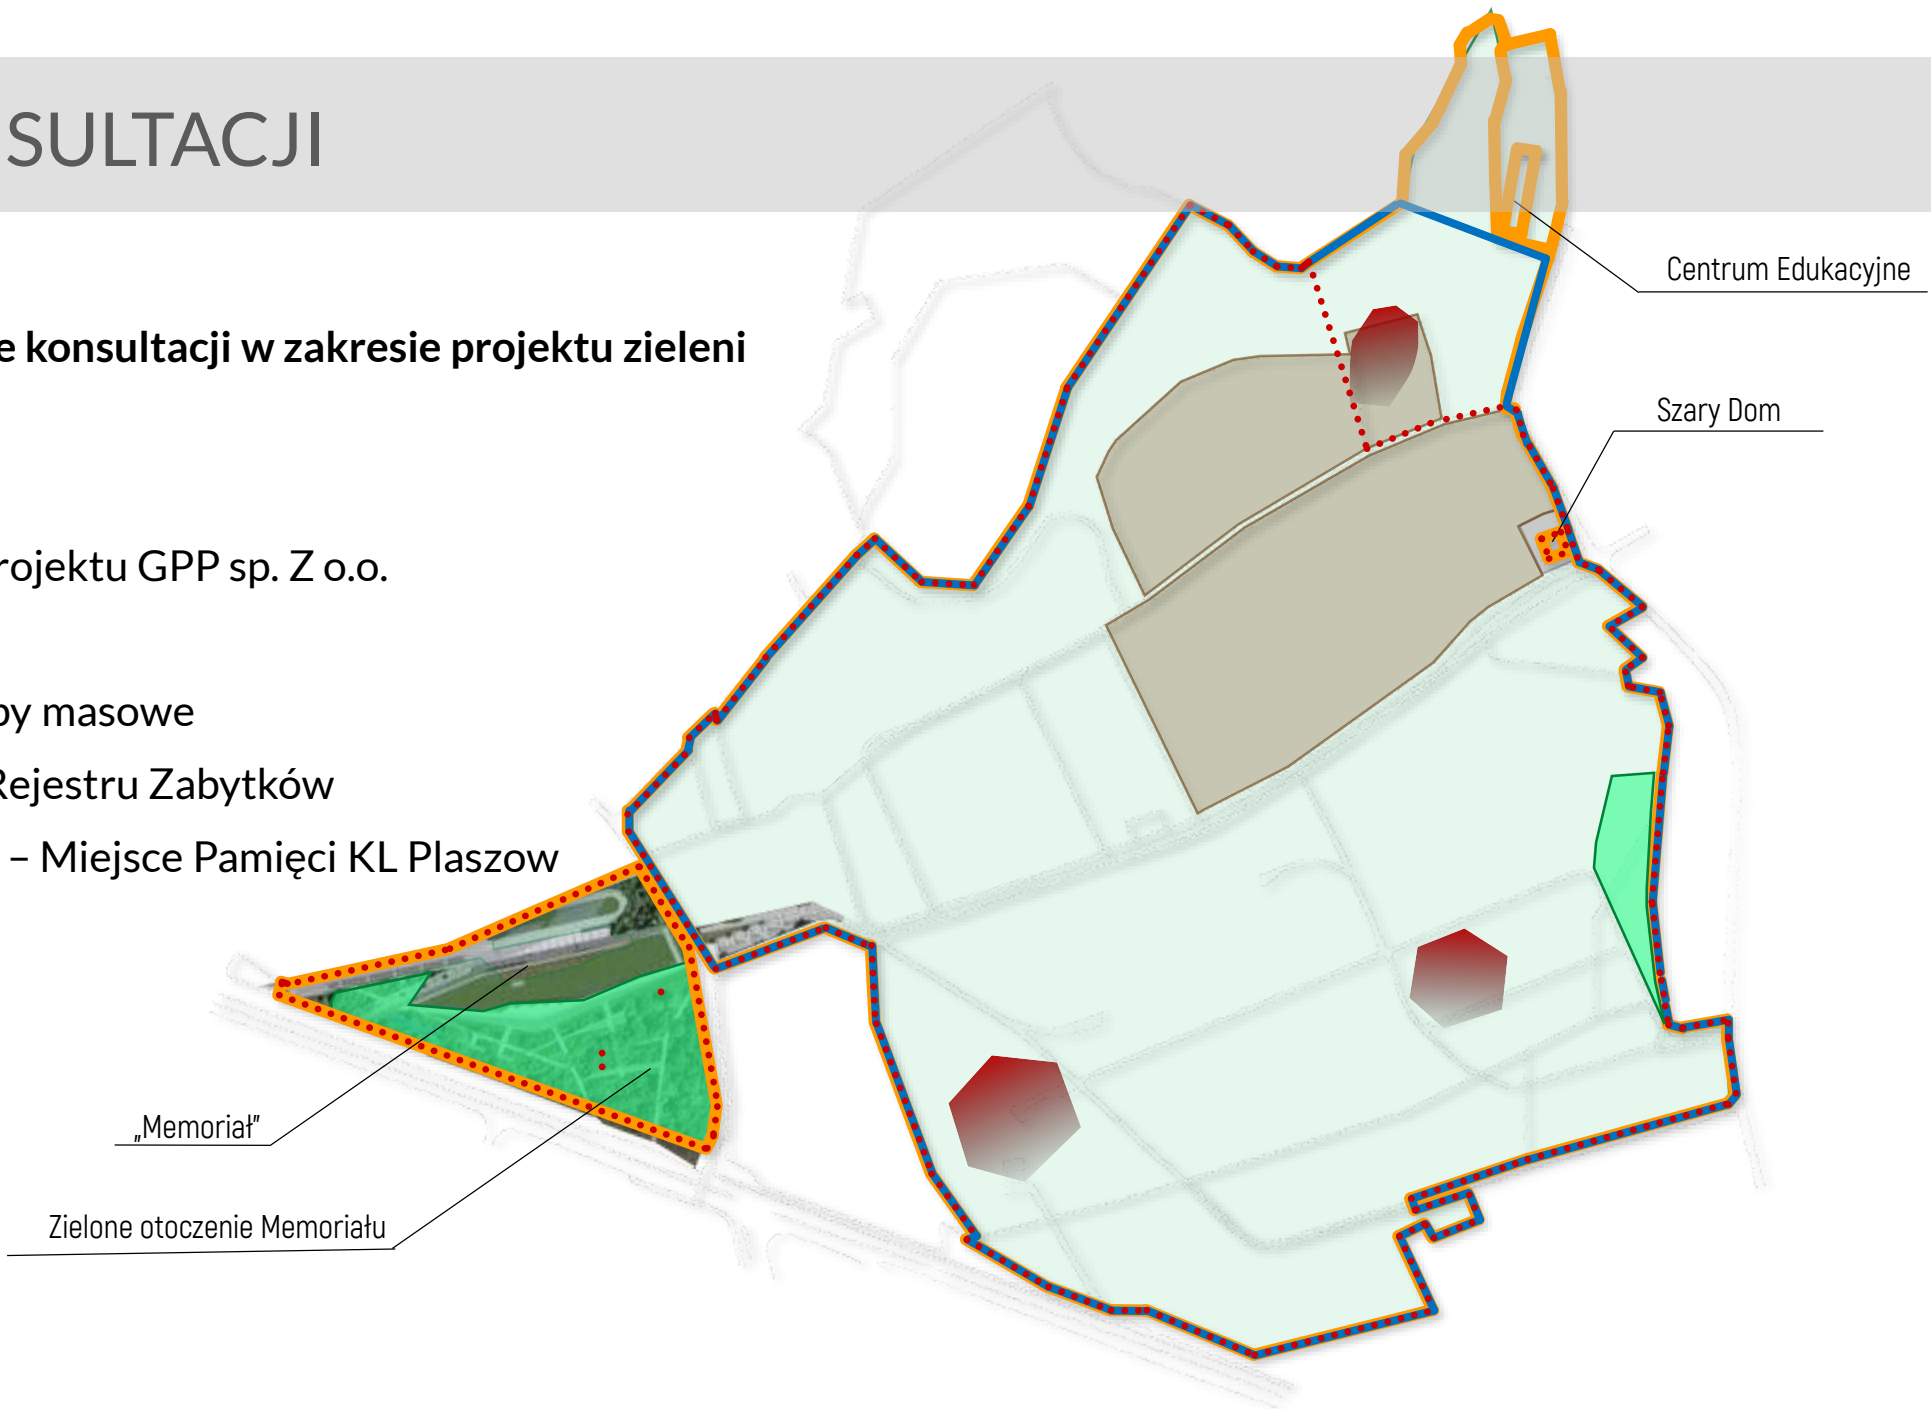 SULTACJI
e konsultacji w zakresie projektu zieleni
rojektu GPP sp. Z o.o.
by masowe
Rejestru Zabytków
– Miejsce Pamięci KL Plaszow
Centrum Edukacyjne
Szary Dom
„Memoriał”
Zielone otoczenie Memoriału